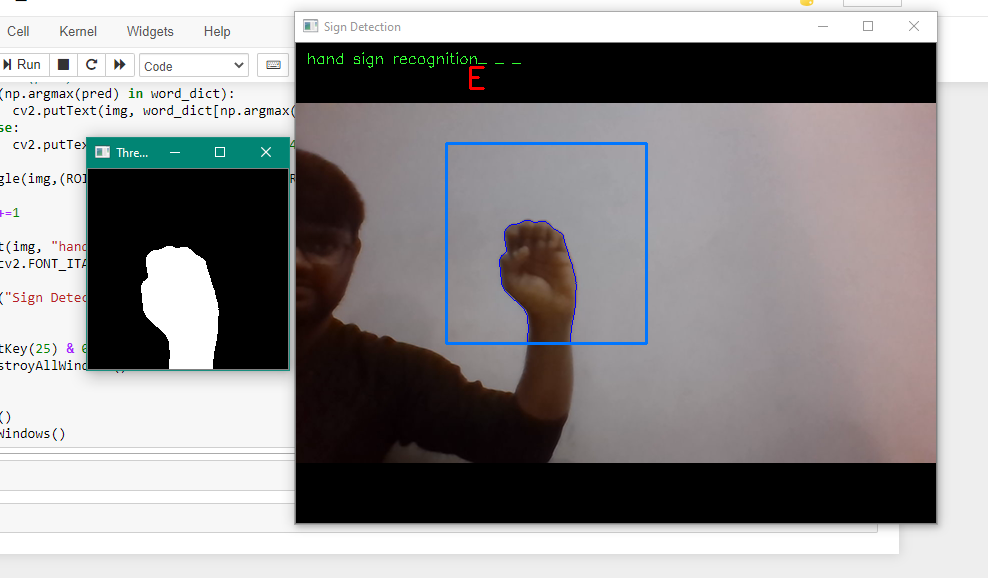 Cell Kernel Widgets Help
Run Code
(np.argmax(pred) in word_dict):
cv2.putText(img, word_dict[np.argmax(
se:
cv2.putTex
Thre...
gle(img,(ROI
+=1
t(img, "hand
cv2.FONT_ITA
("Sign Detec
tKey(25) & 0
stroyAllWindows()
()
Windows()
Sign Detection
hand sign recognition_ _ _
E